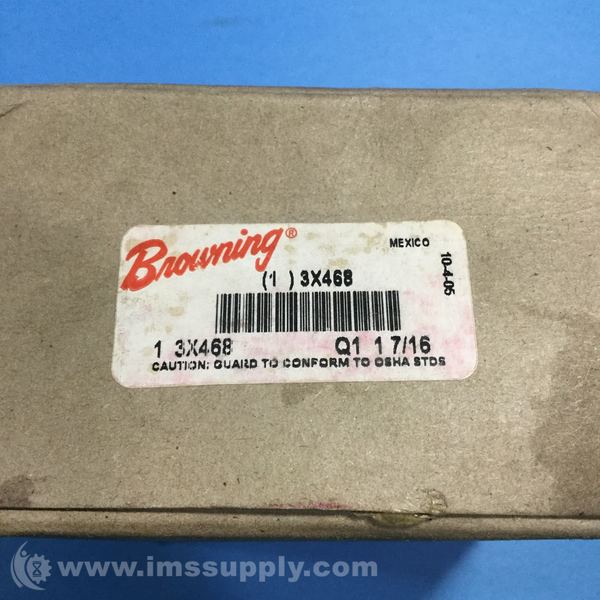 Browning®
MEXICO
10-4-05
(1 ) 3X468
1 3X468 Q1 1 7/16
CAUTION: GUARD TO CONFORM TO OSHA STDS
www.imssupply.com